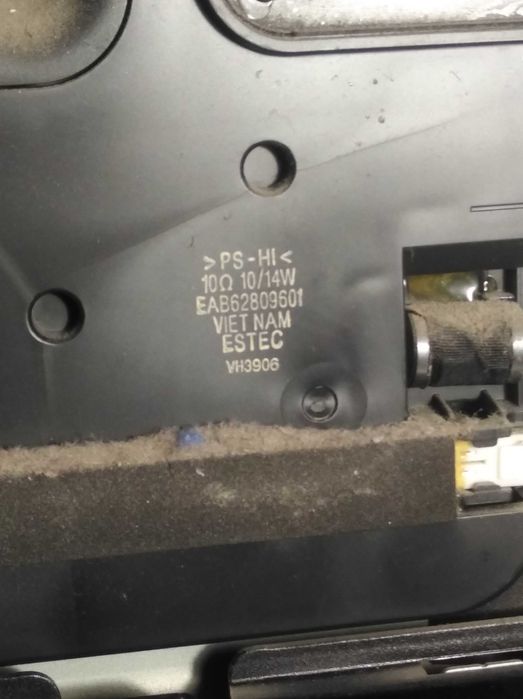 >PS-HI<
10Ω 10/14W
EAB62809601
VIET NAM
ESTEC
VH3906